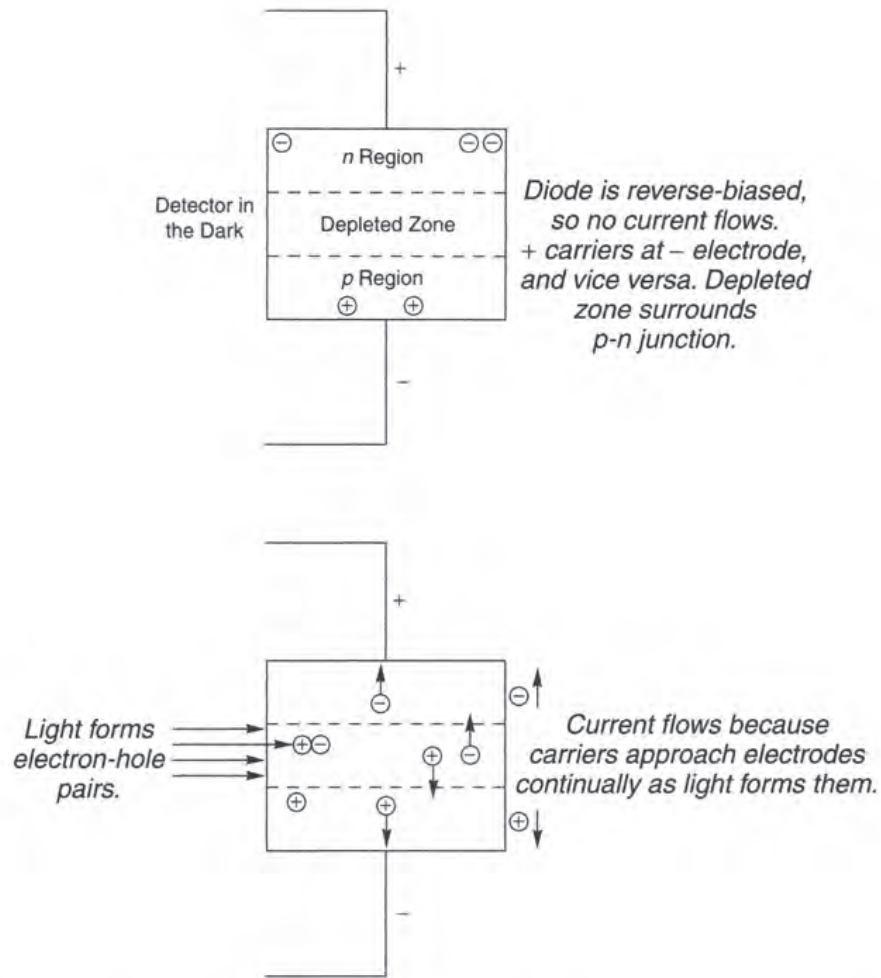 +
− n Region − −
Detector in
the Dark
Depleted Zone
p Region
+ +
−
Diode is reverse-biased,
so no current flows.
+ carriers at – electrode,
and vice versa. Depleted
zone surrounds
p-n junction.
+
−
−
Light forms
electron-hole
pairs.
+ −
+ −
+ +
+
−
Current flows because
carriers approach electrodes
continually as light forms them.